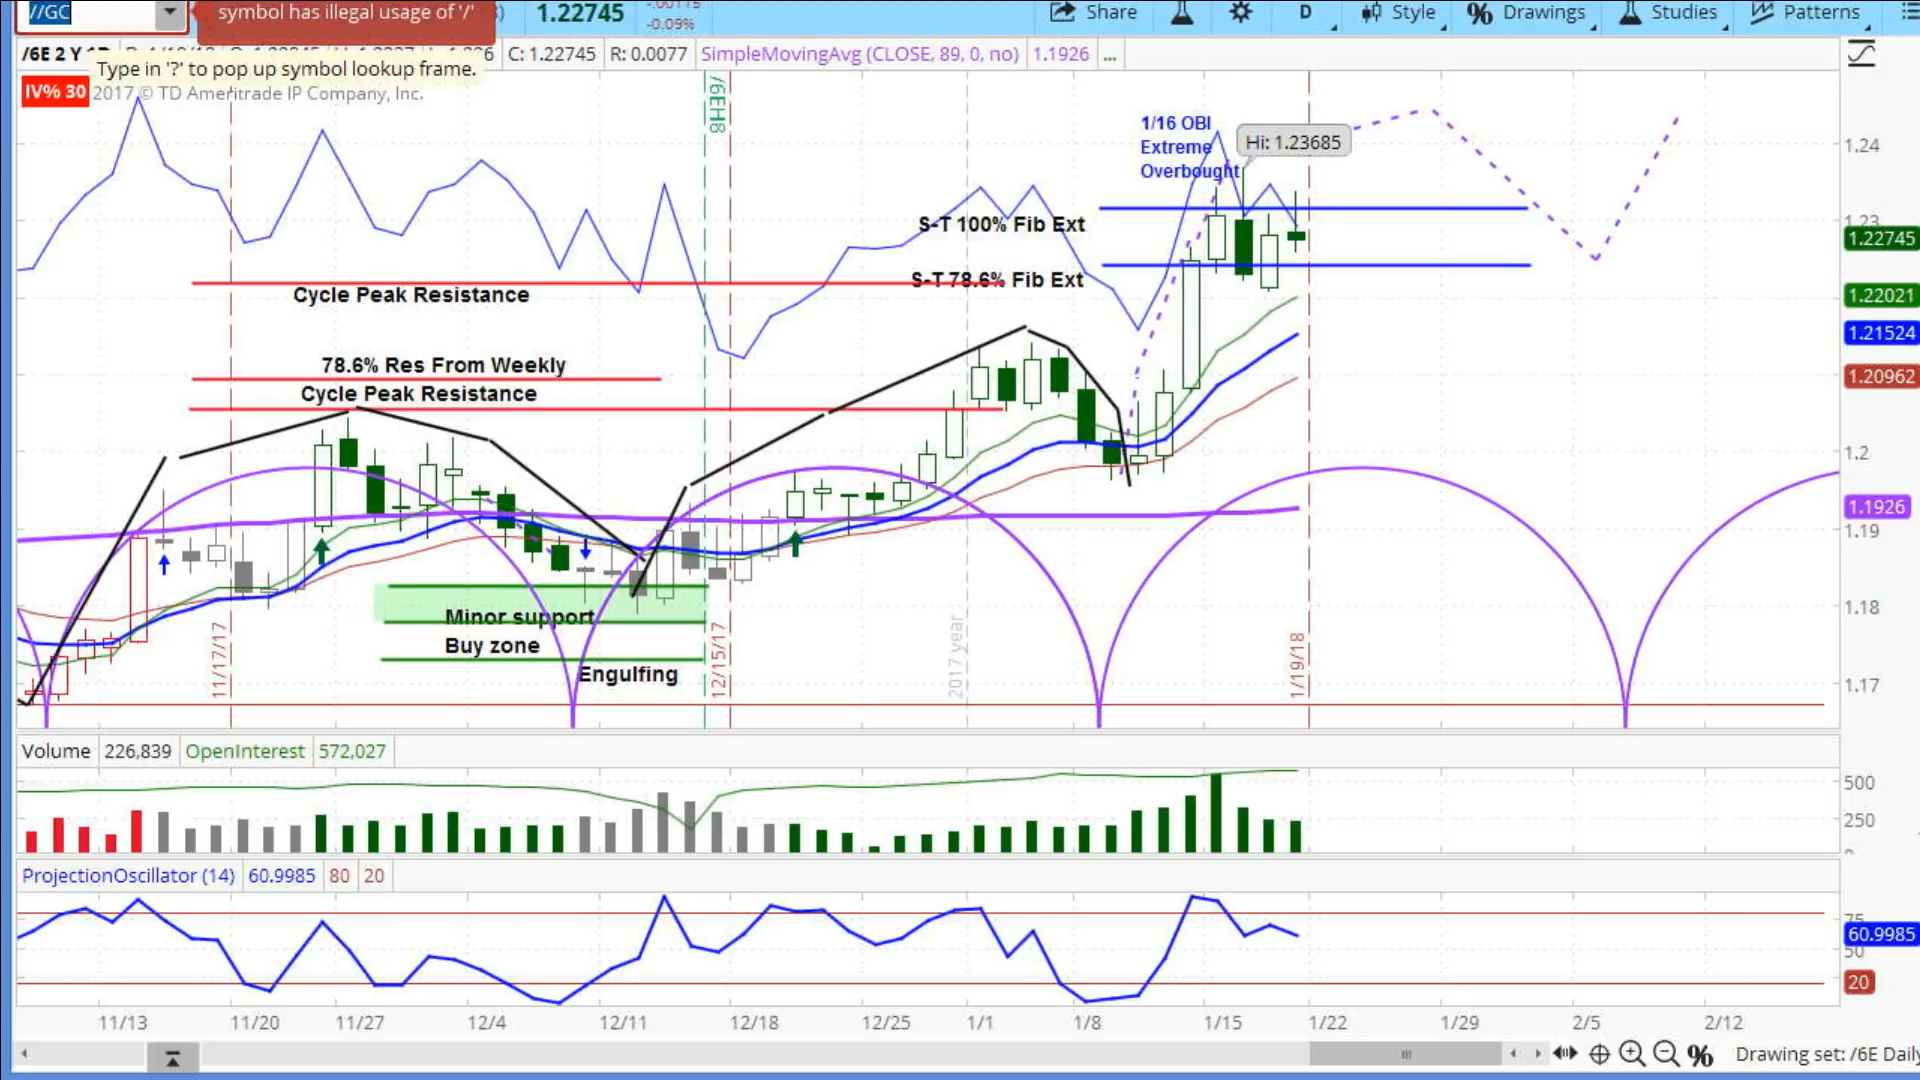 //GC
symbol has illegal usage of '/'
1.22745
-.00115
-0.09%
Share
D
Style
Drawings
Studies
Patterns
/6E 2 Y 1D
C: 1.22745
R: 0.0077
SimpleMovingAvg (CLOSE, 89, 0, no)
1.1926
...
Type in '?' to pop up symbol lookup frame.
IV% 30
2017 © TD Ameritrade IP Company, Inc.
/6EH8
1/16 OBI
Extreme
Overbought
Hi: 1.23685
S-T 100% Fib Ext
S-T 78.6% Fib Ext
Cycle Peak Resistance
78.6% Res From Weekly
Cycle Peak Resistance
Minor support
Buy zone
Engulfing
11/17/17
12/15/17
2017 year
1/19/18
1.24
1.23
1.22745
1.22021
1.21524
1.20962
1.2
1.1926
1.19
1.18
1.17
Volume
226,839
OpenInterest
572,027
500
250
0
ProjectionOscillator (14)
60.9985
80
20
75
60.9985
50
20
11/13
11/20
11/27
12/4
12/11
12/18
12/25
1/1
1/8
1/15
1/22
1/29
2/5
2/12
Drawing set: /6E Daily